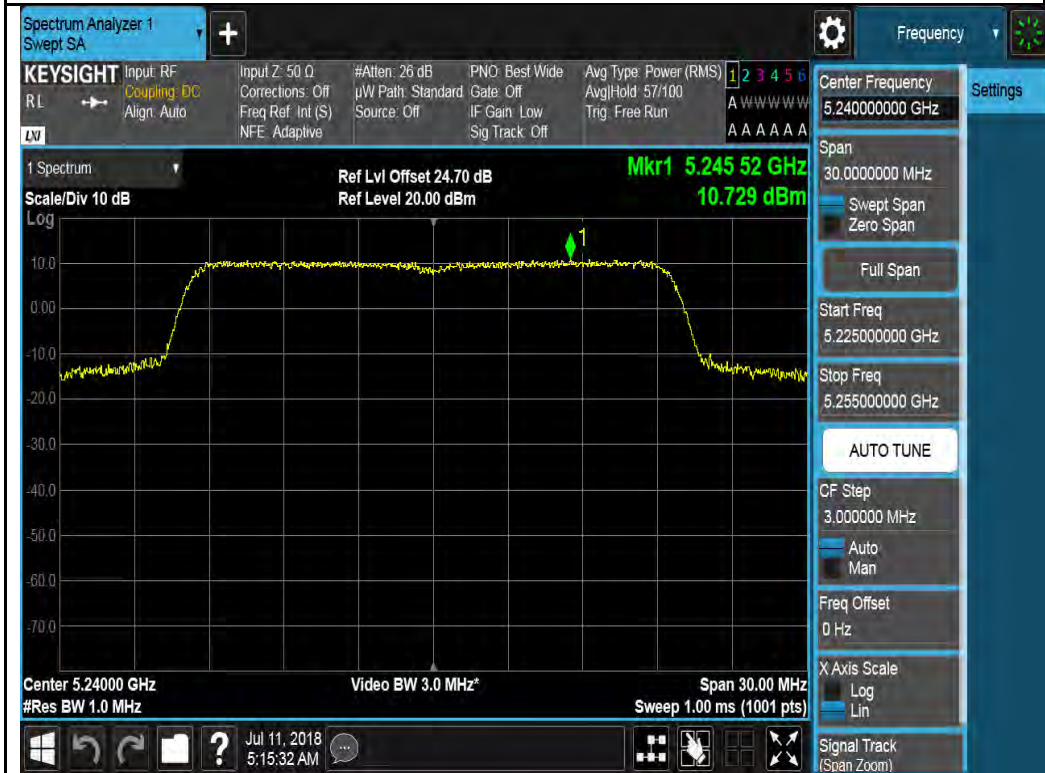 Spectrum Analyzer 1
Swept SA
+
Frequency
KEYSIGHT
RL
LXI
Input: RF
Coupling: DC
Align: Auto
Input Z: 50 Ω
Corrections: Off
Freq Ref: Int (S)
NFE: Adaptive
#Atten: 26 dB
µW Path: Standard
Source: Off
PNO: Best Wide
Gate: Off
IF Gain: Low
Sig Track: Off
Avg Type: Power (RMS)
Avg|Hold: 57/100
Trig: Free Run
1 2 3 4 5 6
A W W W W W
A A A A A A
Center Frequency
5.240000000 GHz
Settings
Span
30.0000000 MHz
Swept Span
Zero Span
Full Span
Start Freq
5.225000000 GHz
Stop Freq
5.255000000 GHz
AUTO TUNE
CF Step
3.000000 MHz
Auto
Man
Freq Offset
0 Hz
X Axis Scale
Log
Lin
Signal Track
(Span Zoom)
1 Spectrum
Scale/Div 10 dB
Log
Ref Lvl Offset 24.70 dB
Ref Level 20.00 dBm
Mkr1 5.245 52 GHz
10.729 dBm
1
10.0
0.00
-10.0
-20.0
-30.0
-40.0
-50.0
-60.0
-70.0
Center 5.24000 GHz
#Res BW 1.0 MHz
Video BW 3.0 MHz*
Span 30.00 MHz
Sweep 1.00 ms (1001 pts)
?
Jul 11, 2018
5:15:32 AM